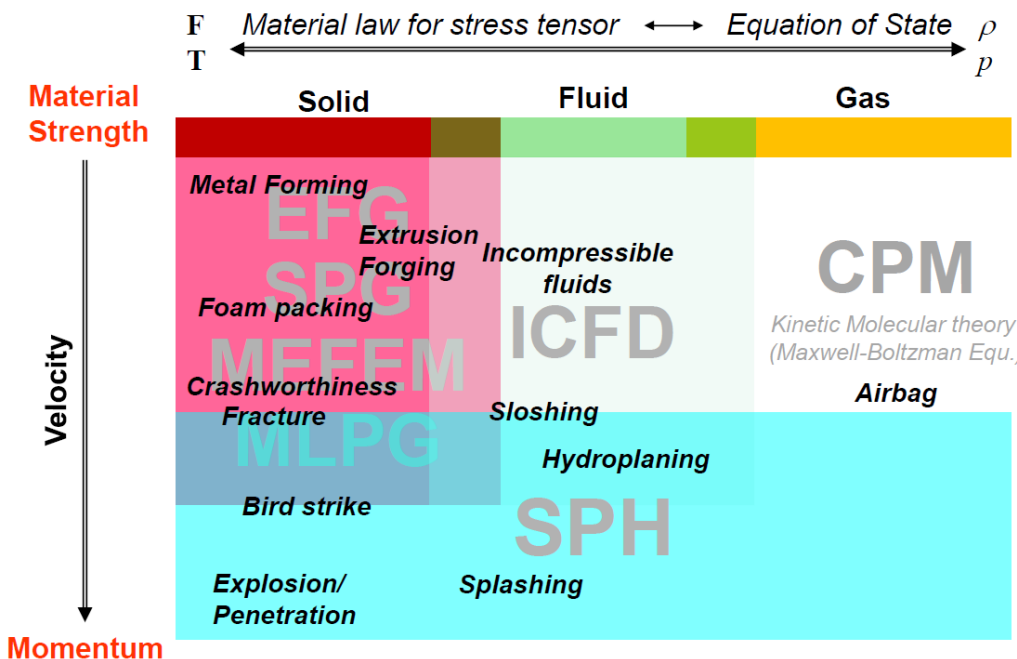 F Material law for stress tensor Equation of State ρ
T p
Material
Strength
Solid Fluid Gas
Metal Forming
EFG
Extrusion
Forging
SPG
Foam packing
MEFEM
Crashworthiness
Fracture
MLPG
Bird strike
Explosion/
Penetration
Incompressible
fluids
ICFD
Sloshing
Hydroplaning
SPH
Splashing
CPM
Kinetic Molecular theory
(Maxwell-Boltzman Equ.)
Airbag
Velocity
Momentum